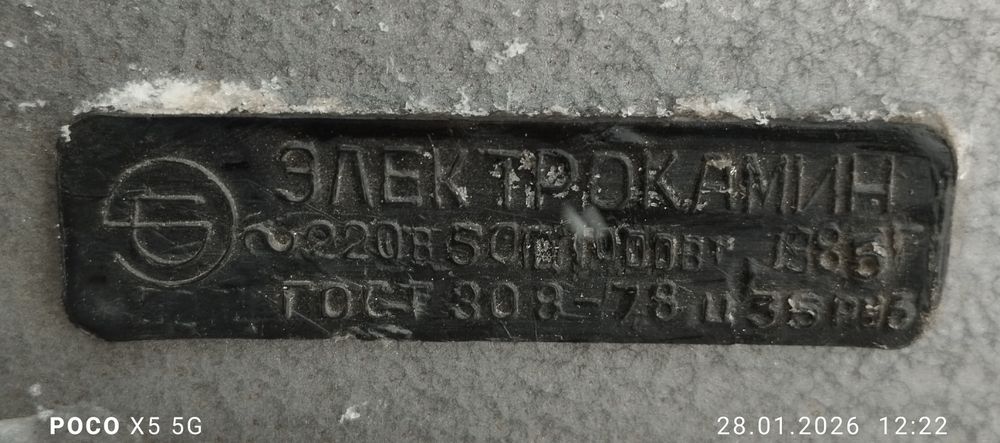 ЭЛЕКТРОКАМИН
~220В 50Гц 1000Вт 1985Г
ГОСТ 308-78 Ц 35 РУБ
POCO X5 5G
28.01.2026 12:22